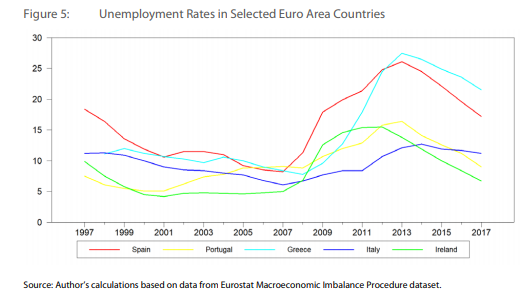 Figure 5: Unemployment Rates in Selected Euro Area Countries
30
25
20
15
10
5
0
1997 1999 2001 2003 2005 2007 2009 2011 2013 2015 2017
Spain Portugal Greece Italy Ireland
Source: Author's calculations based on data from Eurostat Macroeconomic Imbalance Procedure dataset.